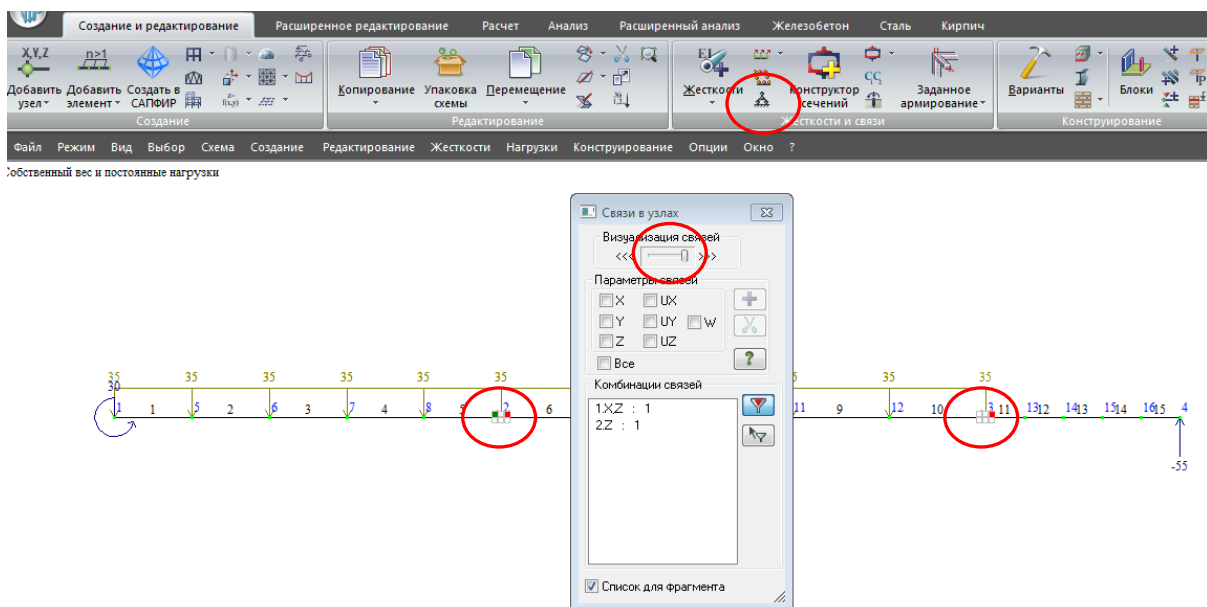 Создание и редактирование Расширенное редактирование Расчет Анализ Расширенный анализ Железобетон Сталь Кирпич
X,Y,Z n>1
Добавить Добавить Создать в Копирование Упаковка Перемещение Жесткости Конструктор Заданное Варианты Блоки
узел элемент САПФИР схемы сечений армирование
Создание Редактирование Жесткости и связи Конструирование
Файл Режим Вид Выбор Схема Создание Редактирование Жесткости Нагрузки Конструирование Опции Окно ?
Собственный вес и постоянные нагрузки
Связи в узлах
Визуализация связей
<<< >>>
Параметры связей
X UX
Y UY W
Z UZ
Все
Комбинации связей
1.X,Z : 1
2.Z : 1
Список для фрагмента
35 35 35 35 35 35 35 35
30
1 1 5 2 6 3 7 4 8 5 2 6 11 9 12 10 3 11 13 12 14 13 15 14 16 15 4
-55